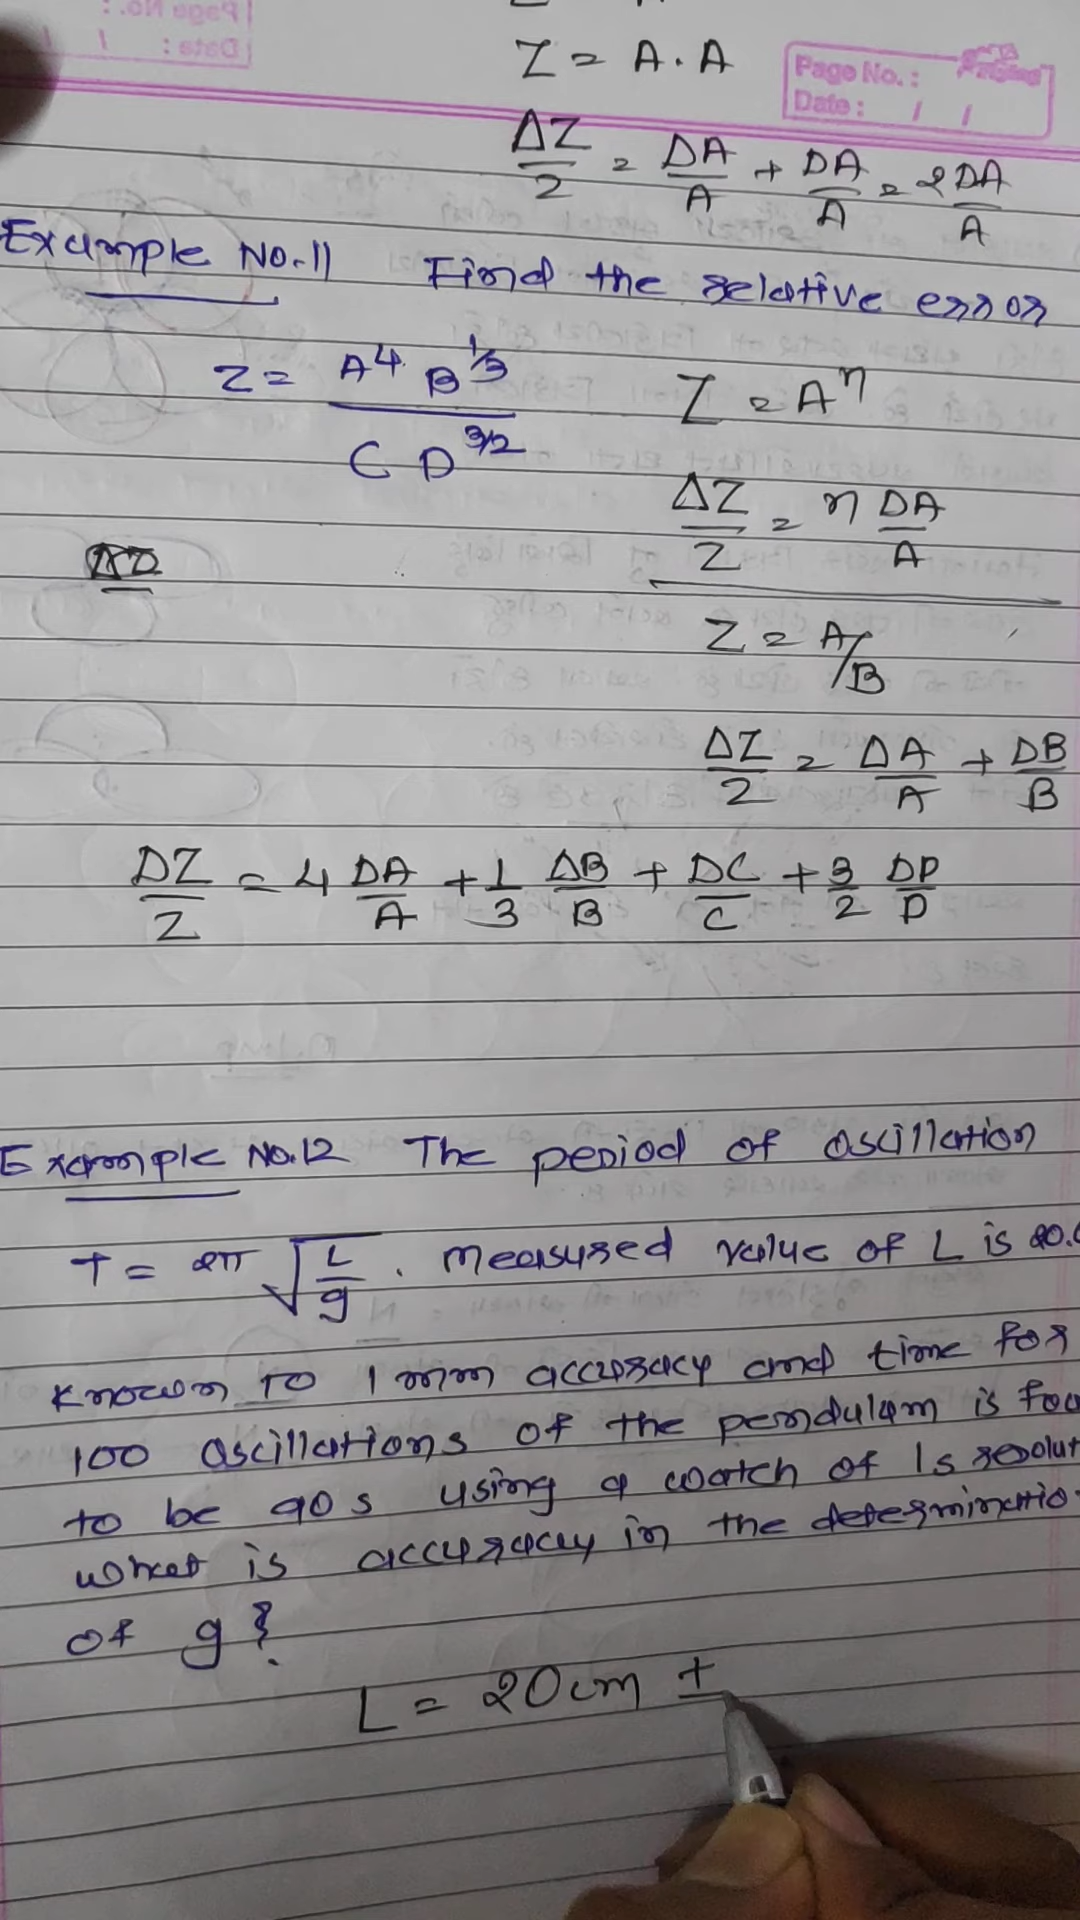 Z = A . A
Page No. :
Date : / /
ΔZ/Z = ΔA/A + ΔA/A = 2ΔA/A
Example No.11 Find the relative error
Z = A⁴ B^1/3 / C D^3/2
Z = Aⁿ
ΔZ/Z = n ΔA/A
Z = A/B
ΔZ/Z = ΔA/A + ΔB/B
ΔZ/Z = 4 ΔA/A + 1/3 ΔB/B + ΔC/C + 3/2 ΔD/D
Example No.12 The period of oscillation
T = 2π √L/g . Measured value of L is 20.
known to 1 mm accuracy and time for
100 oscillations of the pendulum is fou
to be 90s using a watch of 1s resolut
what is accuracy in the determinatio
of g?
L = 20 cm ±